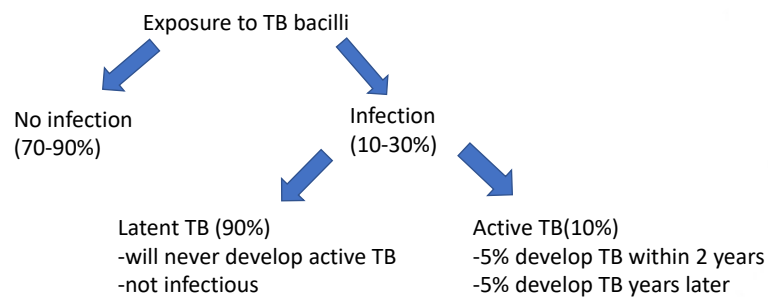 Exposure to TB bacilli
No infection
(70-90%)
Infection
(10-30%)
Latent TB (90%)
-will never develop active TB
-not infectious
Active TB(10%)
-5% develop TB within 2 years
-5% develop TB years later